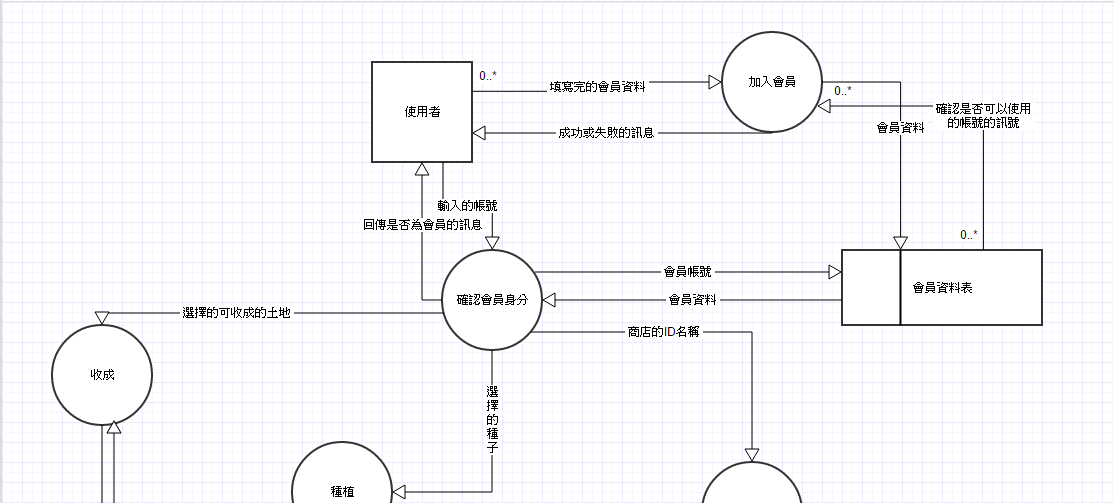 使用者
0..*
填寫完的會員資料
加入會員
0..*
成功或失敗的訊息
會員資料
確認是否可以使用
的帳號的訊號
0..*
輸入的帳號
回傳是否為會員的訊息
會員帳號
會員資料
會員資料表
確認會員身分
選擇的可收成的土地
商店的ID名稱
收成
選擇的種子
種植